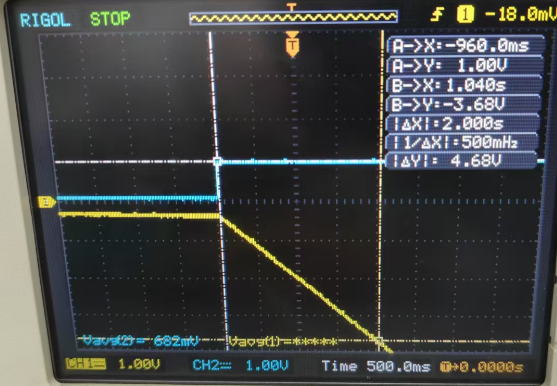 RIGOL STOP T 1 -18.0mV
T
A->X:-960.0ms
A->Y: 1.00V
B->X: 1.040s
B->Y:-3.68V
|ΔX|:2.000s
|1/ΔX|:500mHz
|ΔY|: 4.68V
1
Vavg(2)= 682mV Vavg(1)=*****
CH1 1.00V CH2 1.00V Time 500.0ms T→0.0000s